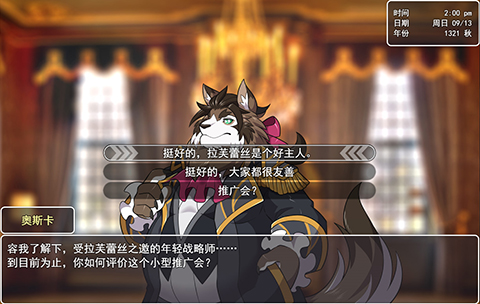 时间 2:00 pm
日期 周日 09/13
年份 1321 秋
挺好的，拉芙蕾丝是个好主人。
挺好的，大家都很友善
推广会？
奥斯卡
容我了解下，受拉芙蕾丝之邀的年轻战略师……
到目前为止，你如何评价这个小型推广会？